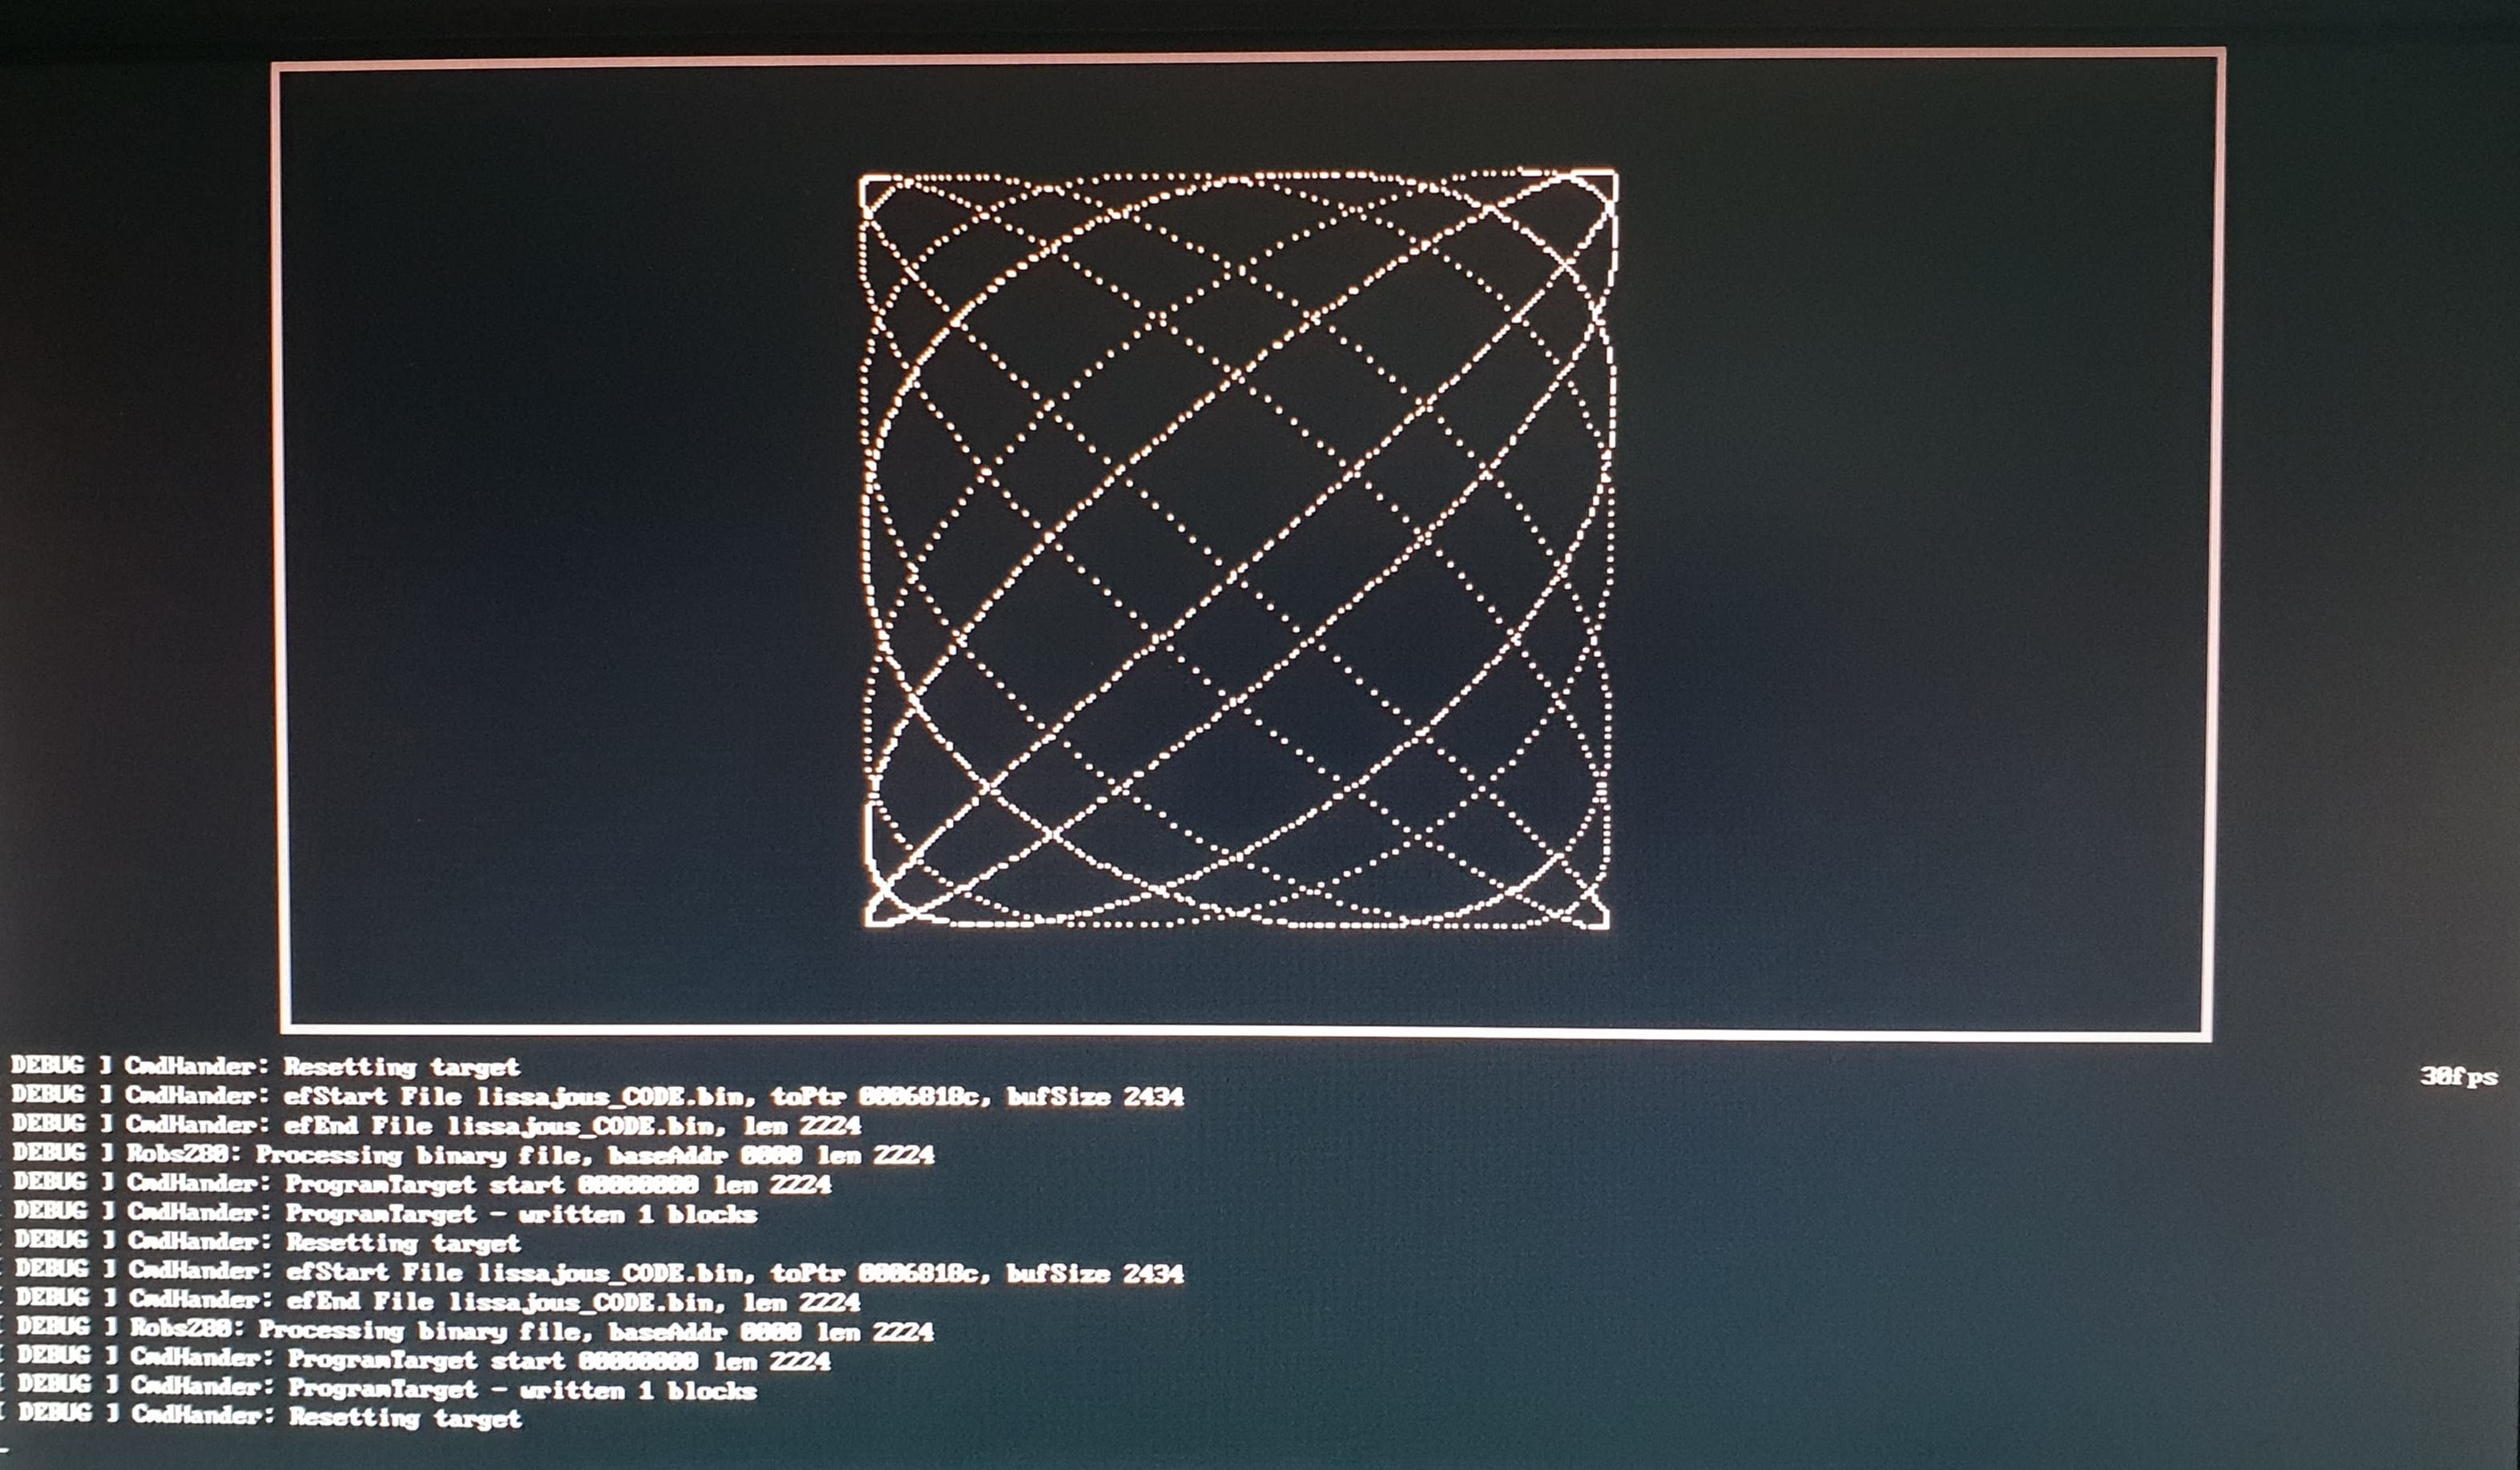 DEBUG ] CmdHander: Resetting target
DEBUG ] CmdHander: efStart File lissajous_CODE.bin, toPtr 0006818c, bufSize 2434
DEBUG ] CmdHander: efEnd File lissajous_CODE.bin, len 2224
DEBUG ] RobsZ80: Processing binary file, baseAddr 0000 len 2224
DEBUG ] CmdHander: ProgramTarget start 00000000 len 2224
DEBUG ] CmdHander: ProgramTarget - written 1 blocks
DEBUG ] CmdHander: Resetting target
DEBUG ] CmdHander: efStart File lissajous_CODE.bin, toPtr 0006818c, bufSize 2434
DEBUG ] CmdHander: efEnd File lissajous_CODE.bin, len 2224
DEBUG ] RobsZ80: Processing binary file, baseAddr 0000 len 2224
DEBUG ] CmdHander: ProgramTarget start 00000000 len 2224
[ DEBUG ] CmdHander: ProgramTarget - written 1 blocks
[ DEBUG ] CmdHander: Resetting target
30fps